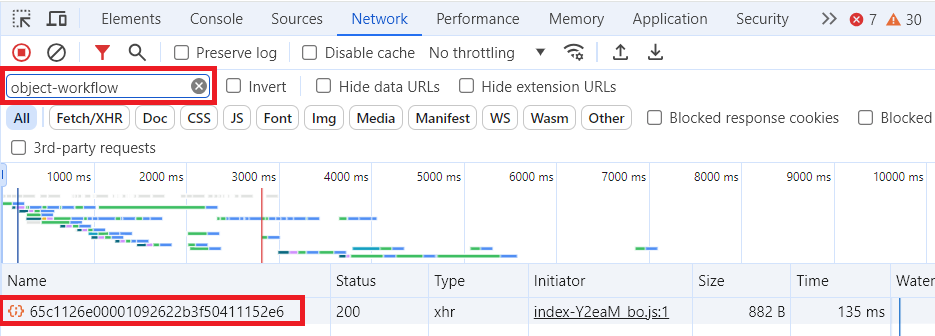 Elements Console Sources Network Performance Memory Application Security 7 30
Preserve log Disable cache No throttling
object-workflow Invert Hide data URLs Hide extension URLs
All Fetch/XHR Doc CSS JS Font Img Media Manifest WS Wasm Other Blocked response cookies Blocked
3rd-party requests
1000 ms 2000 ms 3000 ms 4000 ms 5000 ms 6000 ms 7000 ms 8000 ms 9000 ms 10000 ms
Name Status Type Initiator Size Time Water
65c1126e00001092622b3f50411152e6 200 xhr index-Y2eaM_bo.js:1 882 B 135 ms